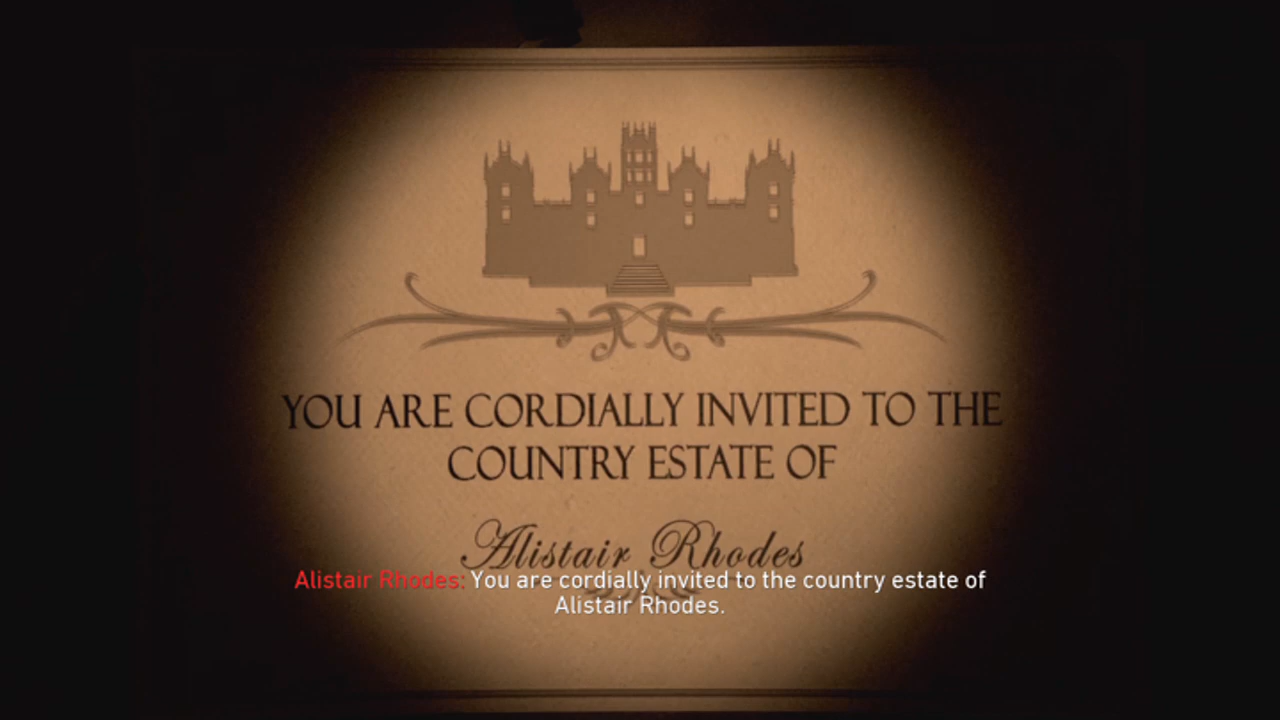 YOU ARE CORDIALLY INVITED TO THE
COUNTRY ESTATE OF
Alistair Rhodes
Alistair Rhodes: You are cordially invited to the country estate of
Alistair Rhodes.